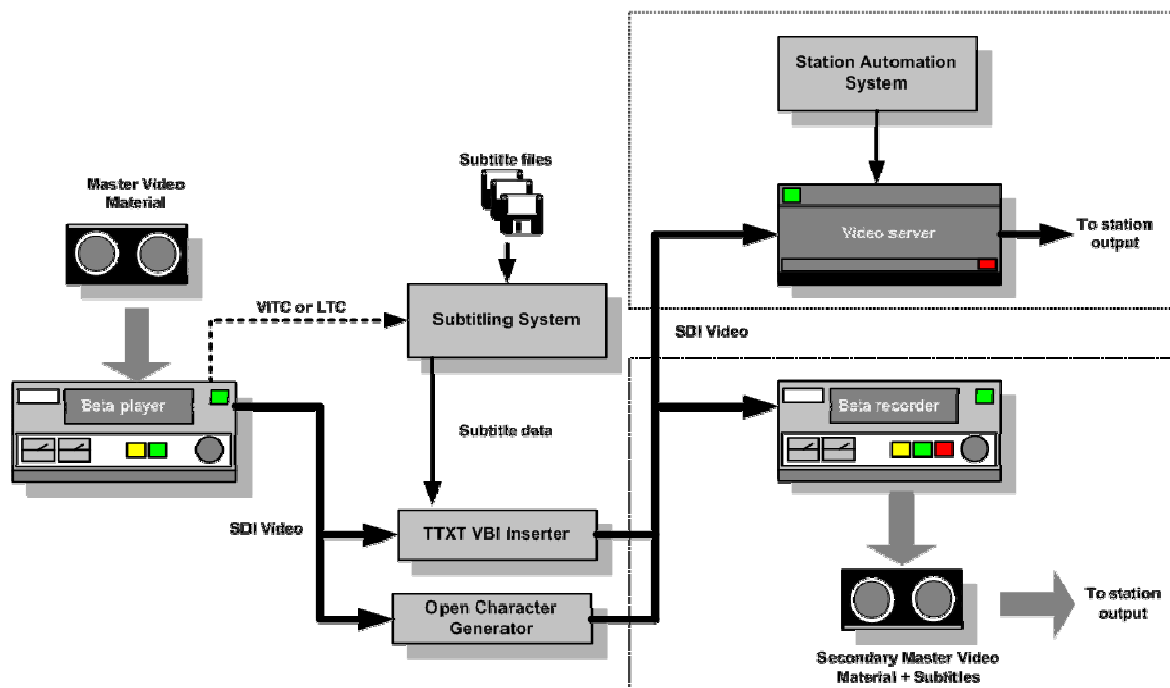 Station Automation
System
Subtitle files
Master Video
Material
Video server
To station
output
VITC or LTC
Subtitling System
SDI Video
Beta player
Beta recorder
Subtitle data
SDI Video
TTXT VBI Inserter
Open Character
Generator
To station
output
Secondary Master Video
Material + Subtitles